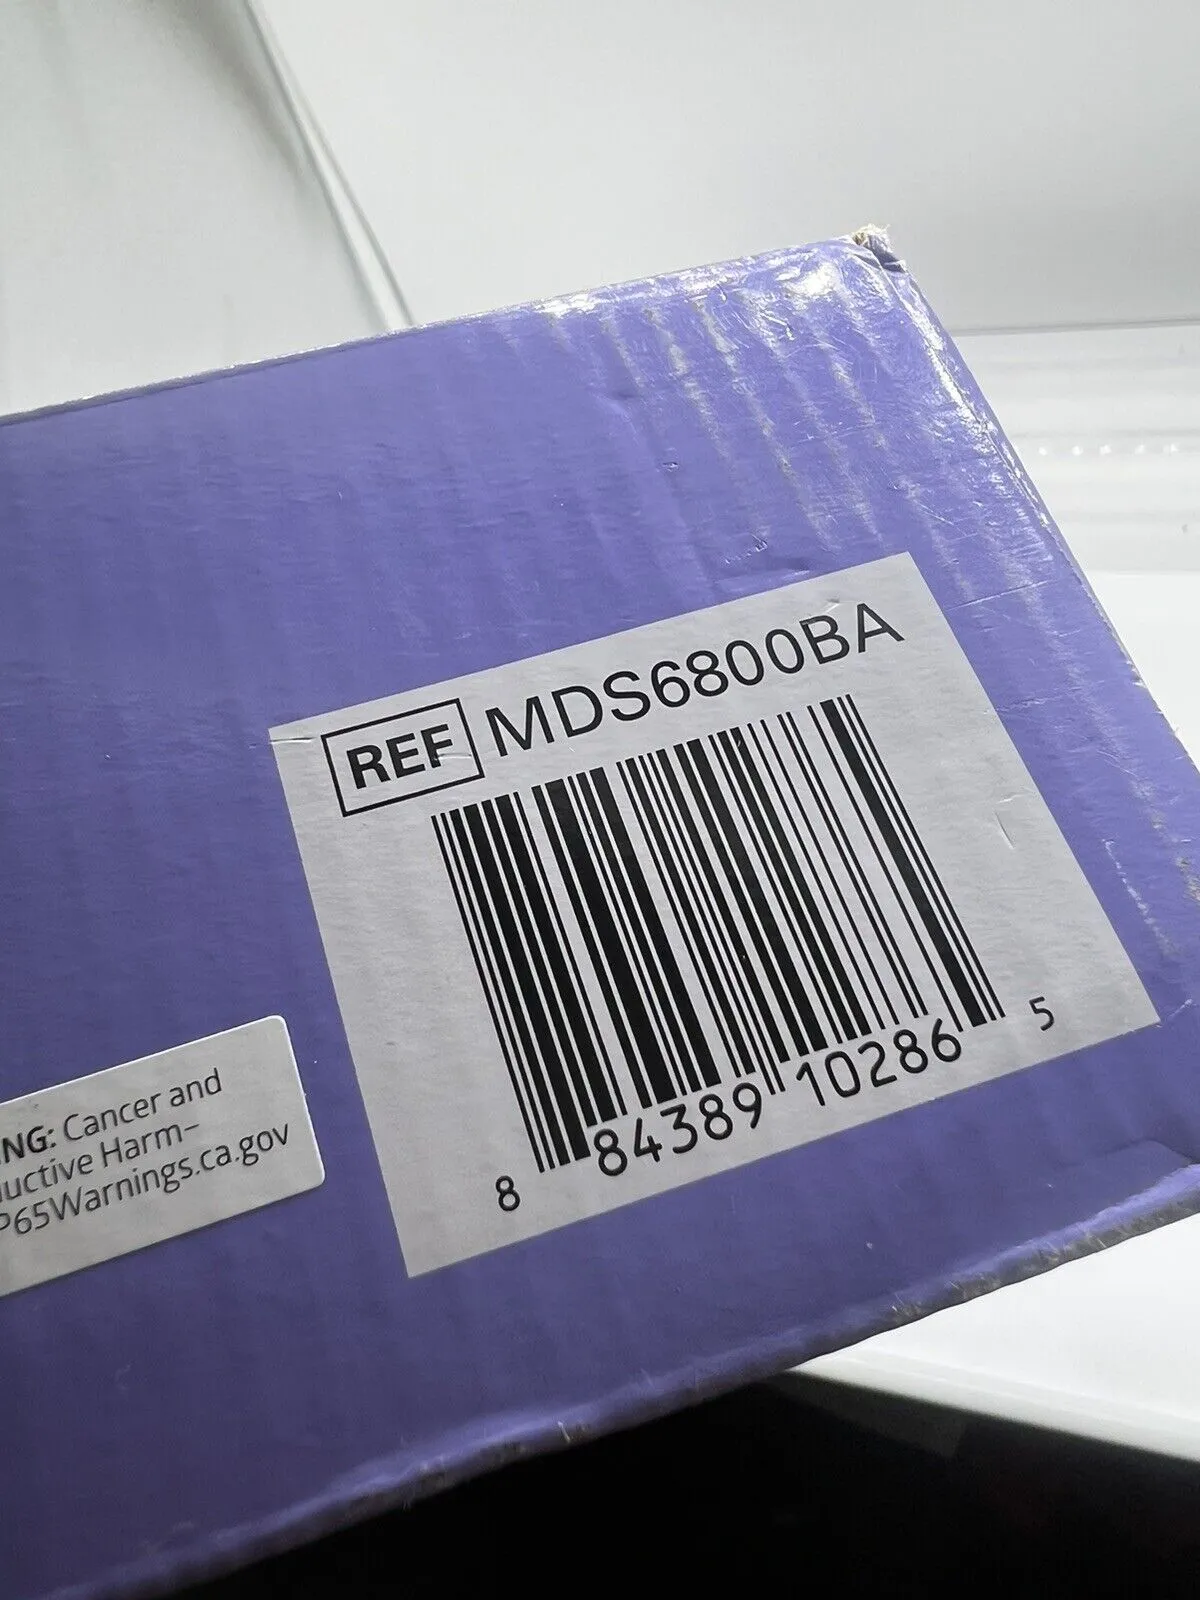 REF MDS6800BA
8 84389 10286 5
NG: Cancer and
uctive Harm-
P65Warnings.ca.gov